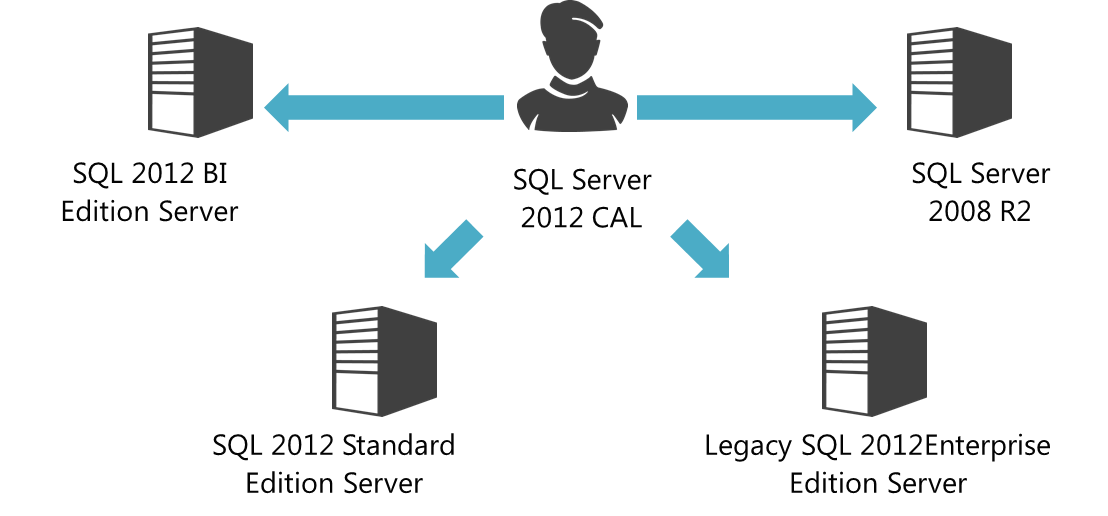 SQL 2012 BI
Edition Server
SQL Server
2012 CAL
SQL Server
2008 R2
SQL 2012 Standard
Edition Server
Legacy SQL 2012Enterprise
Edition Server